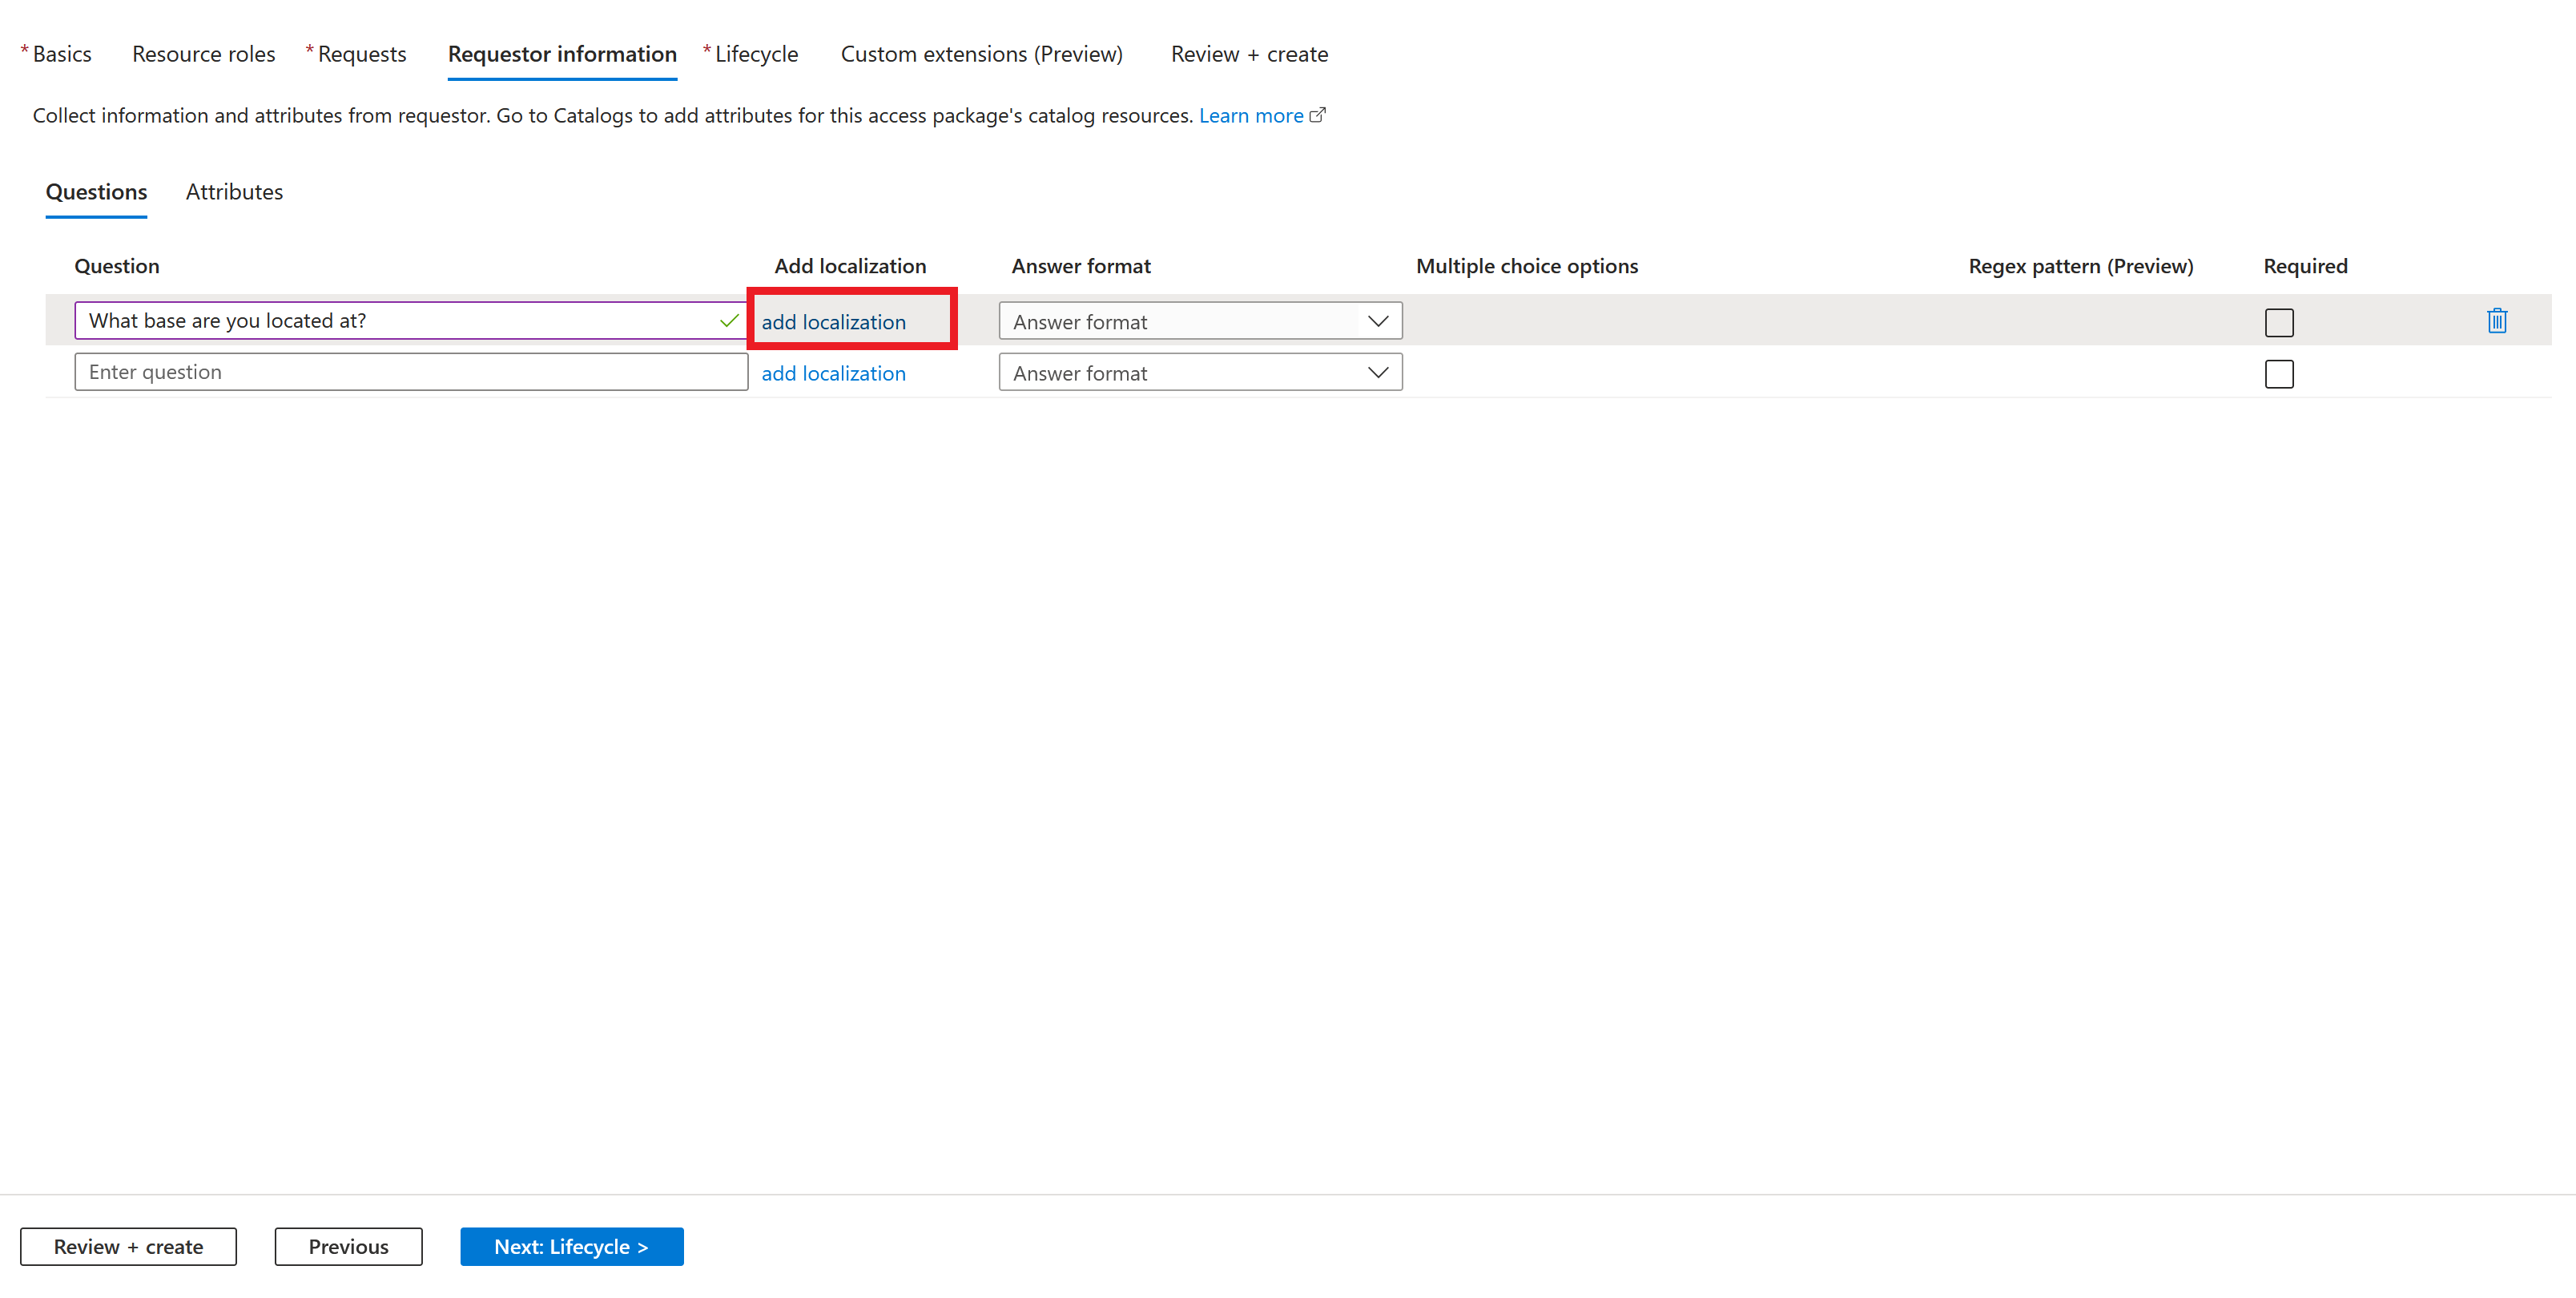 * Basics Resource roles * Requests Requestor information * Lifecycle Custom extensions (Preview) Review + create
Collect information and attributes from requestor. Go to Catalogs to add attributes for this access package's catalog resources. Learn more
Questions Attributes
Question Add localization Answer format Multiple choice options Regex pattern (Preview) Required
What base are you located at? add localization Answer format
Enter question add localization Answer format
Review + create Previous Next: Lifecycle >